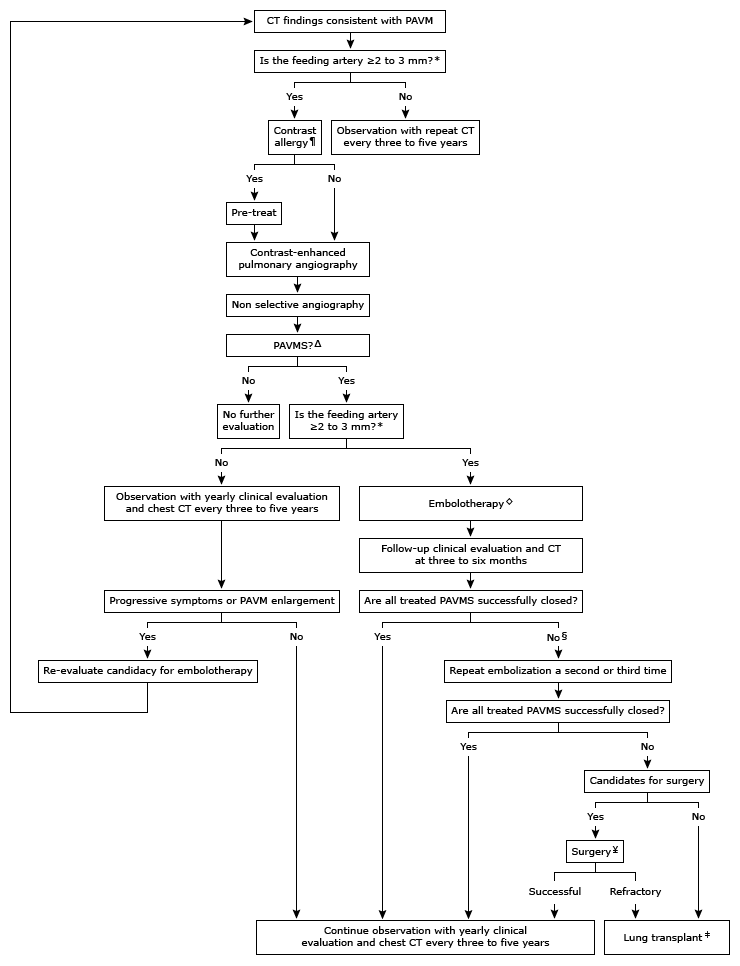 CT findings consistent with PAVM
Is the feeding artery ≥2 to 3 mm?*
Yes
No
Contrast
allergy¶
Observation with repeat CT
every three to five years
Yes
No
Pre-treat
Contrast-enhanced
pulmonary angiography
Non selective angiography
PAVMS?Δ
No
Yes
No further
evaluation
Is the feeding artery
≥2 to 3 mm?*
No
Yes
Observation with yearly clinical evaluation
and chest CT every three to five years
Embolotherapy◇
Follow-up clinical evaluation and CT
at three to six months
Progressive symptoms or PAVM enlargement
Are all treated PAVMS successfully closed?
Yes
No
Yes
No§
Re-evaluate candidacy for embolotherapy
Repeat embolization a second or third time
Are all treated PAVMS successfully closed?
Yes
No
Candidates for surgery
Yes
No
Surgery¥
Successful
Refractory
Continue observation with yearly clinical
evaluation and chest CT every three to five years
Lung transplant‡